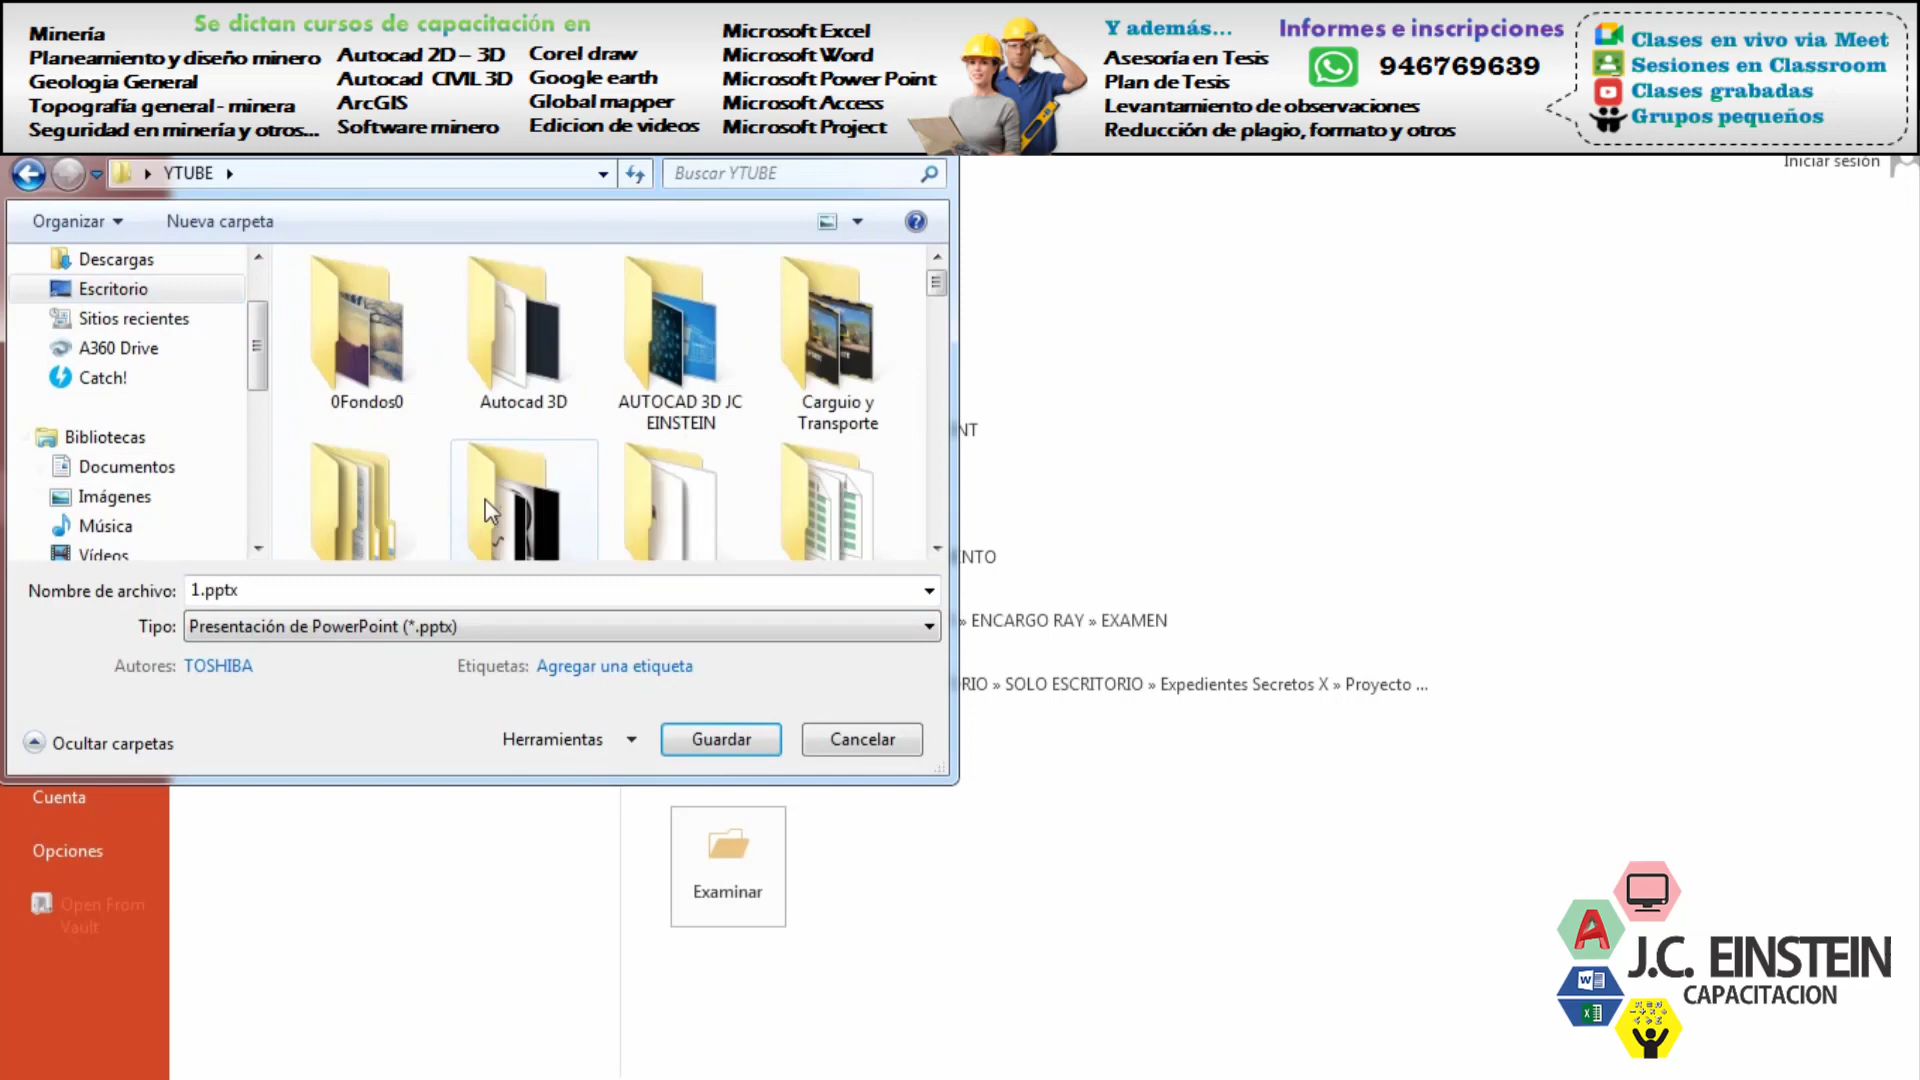 Se dictan cursos de capacitación en
Minería
Planeamiento y diseño minero
Geologia General
Topografía general - minera
Seguridad en minería y otros...
Autocad 2D – 3D
Autocad CIVIL 3D
ArcGIS
Software minero
Corel draw
Google earth
Global mapper
Edicion de videos
Microsoft Excel
Microsoft Word
Microsoft Power Point
Microsoft Access
Microsoft Project
Y además...
Asesoría en Tesis
Plan de Tesis
Levantamiento de observaciones
Reducción de plagio, formato y otros
Informes e inscripciones
946769639
Clases en vivo via Meet
Sesiones en Classroom
Clases grabadas
Grupos pequeños
Iniciar sesión
YTUBE
Buscar YTUBE
Organizar
Nueva carpeta
Descargas
Escritorio
Sitios recientes
A360 Drive
Catch!
Bibliotecas
Documentos
Imágenes
Música
Vídeos
0Fondos0
Autocad 3D
AUTOCAD 3D JC
EINSTEIN
Carguio y
Transporte
NT
NTO
» ENCARGO RAY » EXAMEN
RIO » SOLO ESCRITORIO » Expedientes Secretos X » Proyecto ...
Nombre de archivo: 1.pptx
Tipo: Presentación de PowerPoint (*.pptx)
Autores: TOSHIBA
Etiquetas: Agregar una etiqueta
Ocultar carpetas
Herramientas
Guardar
Cancelar
Cuenta
Opciones
Open From
Vault
Examinar
J.C. EINSTEIN
CAPACITACION